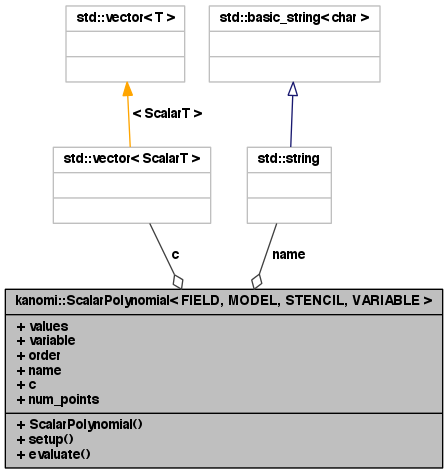 std::vector< T >
std::basic_string< char >
< ScalarT >
std::vector< ScalarT >
std::string
c
name
kanomi::ScalarPolynomial< FIELD, MODEL, STENCIL, VARIABLE >
+ values
+ variable
+ order
+ name
+ c
+ num_points
+ ScalarPolynomial()
+ setup()
+ evaluate()